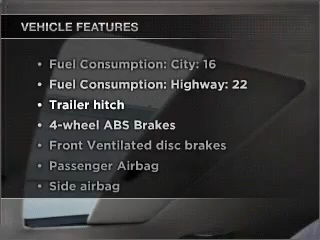 VEHICLE FEATURES
• Fuel Consumption: City: 16
• Fuel Consumption: Highway: 22
• Trailer hitch
• 4-wheel ABS Brakes
• Front Ventilated disc brakes
• Passenger Airbag
• Side airbag